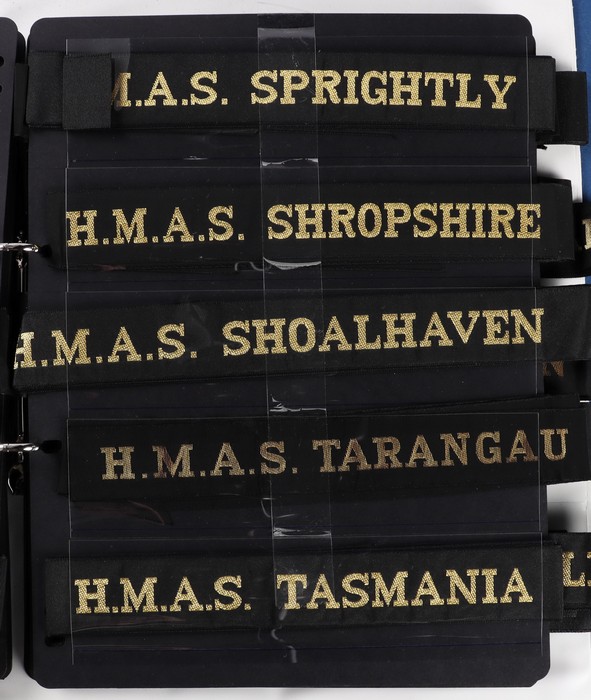 M.A.S. SPRIGHTLY
H.M.A.S. SHROPSHIRE
H.M.A.S. SHOALHAVEN
H.M.A.S. TARANGAU
H.M.A.S. TASMANIA